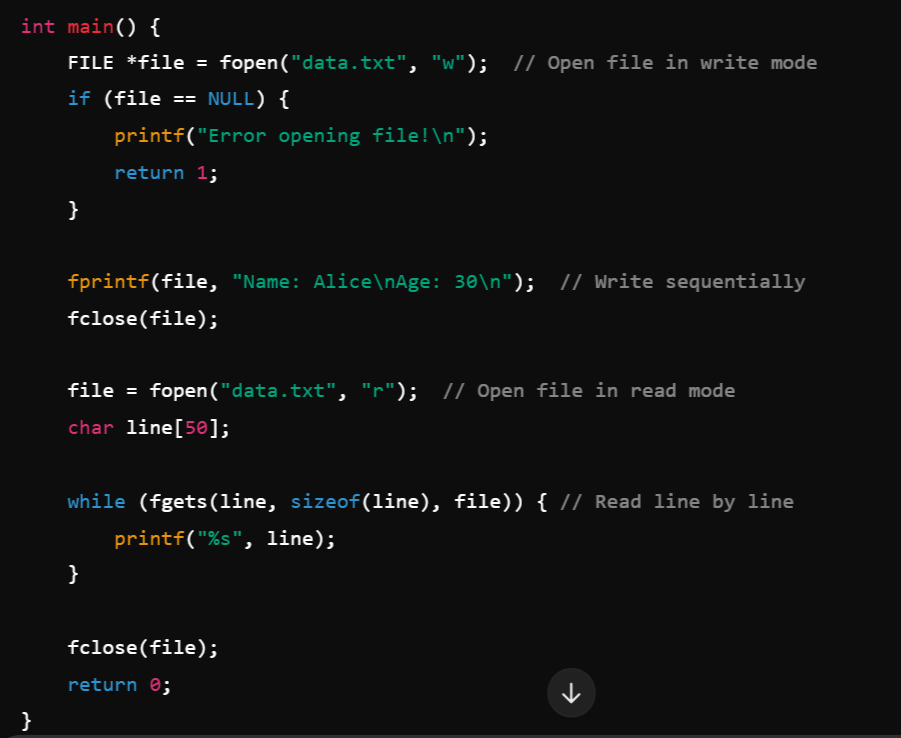 int main() {
    FILE *file = fopen("data.txt", "w");  // Open file in write mode
    if (file == NULL) {
        printf("Error opening file!\n");
        return 1;
    }

    fprintf(file, "Name: Alice\nAge: 30\n");  // Write sequentially
    fclose(file);

    file = fopen("data.txt", "r");  // Open file in read mode
    char line[50];

    while (fgets(line, sizeof(line), file)) { // Read line by line
        printf("%s", line);
    }

    fclose(file);
    return 0;
}